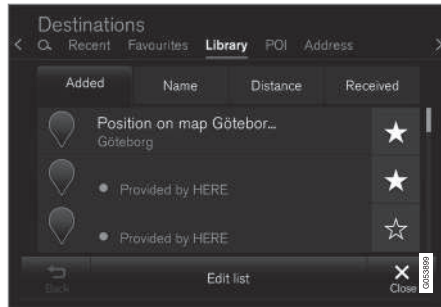 Destinations
Recent Favourites Library POI Address
Added Name Distance Received
Position on map Götebor...
Göteborg
Provided by HERE
Provided by HERE
Back Edit list Close
G053899